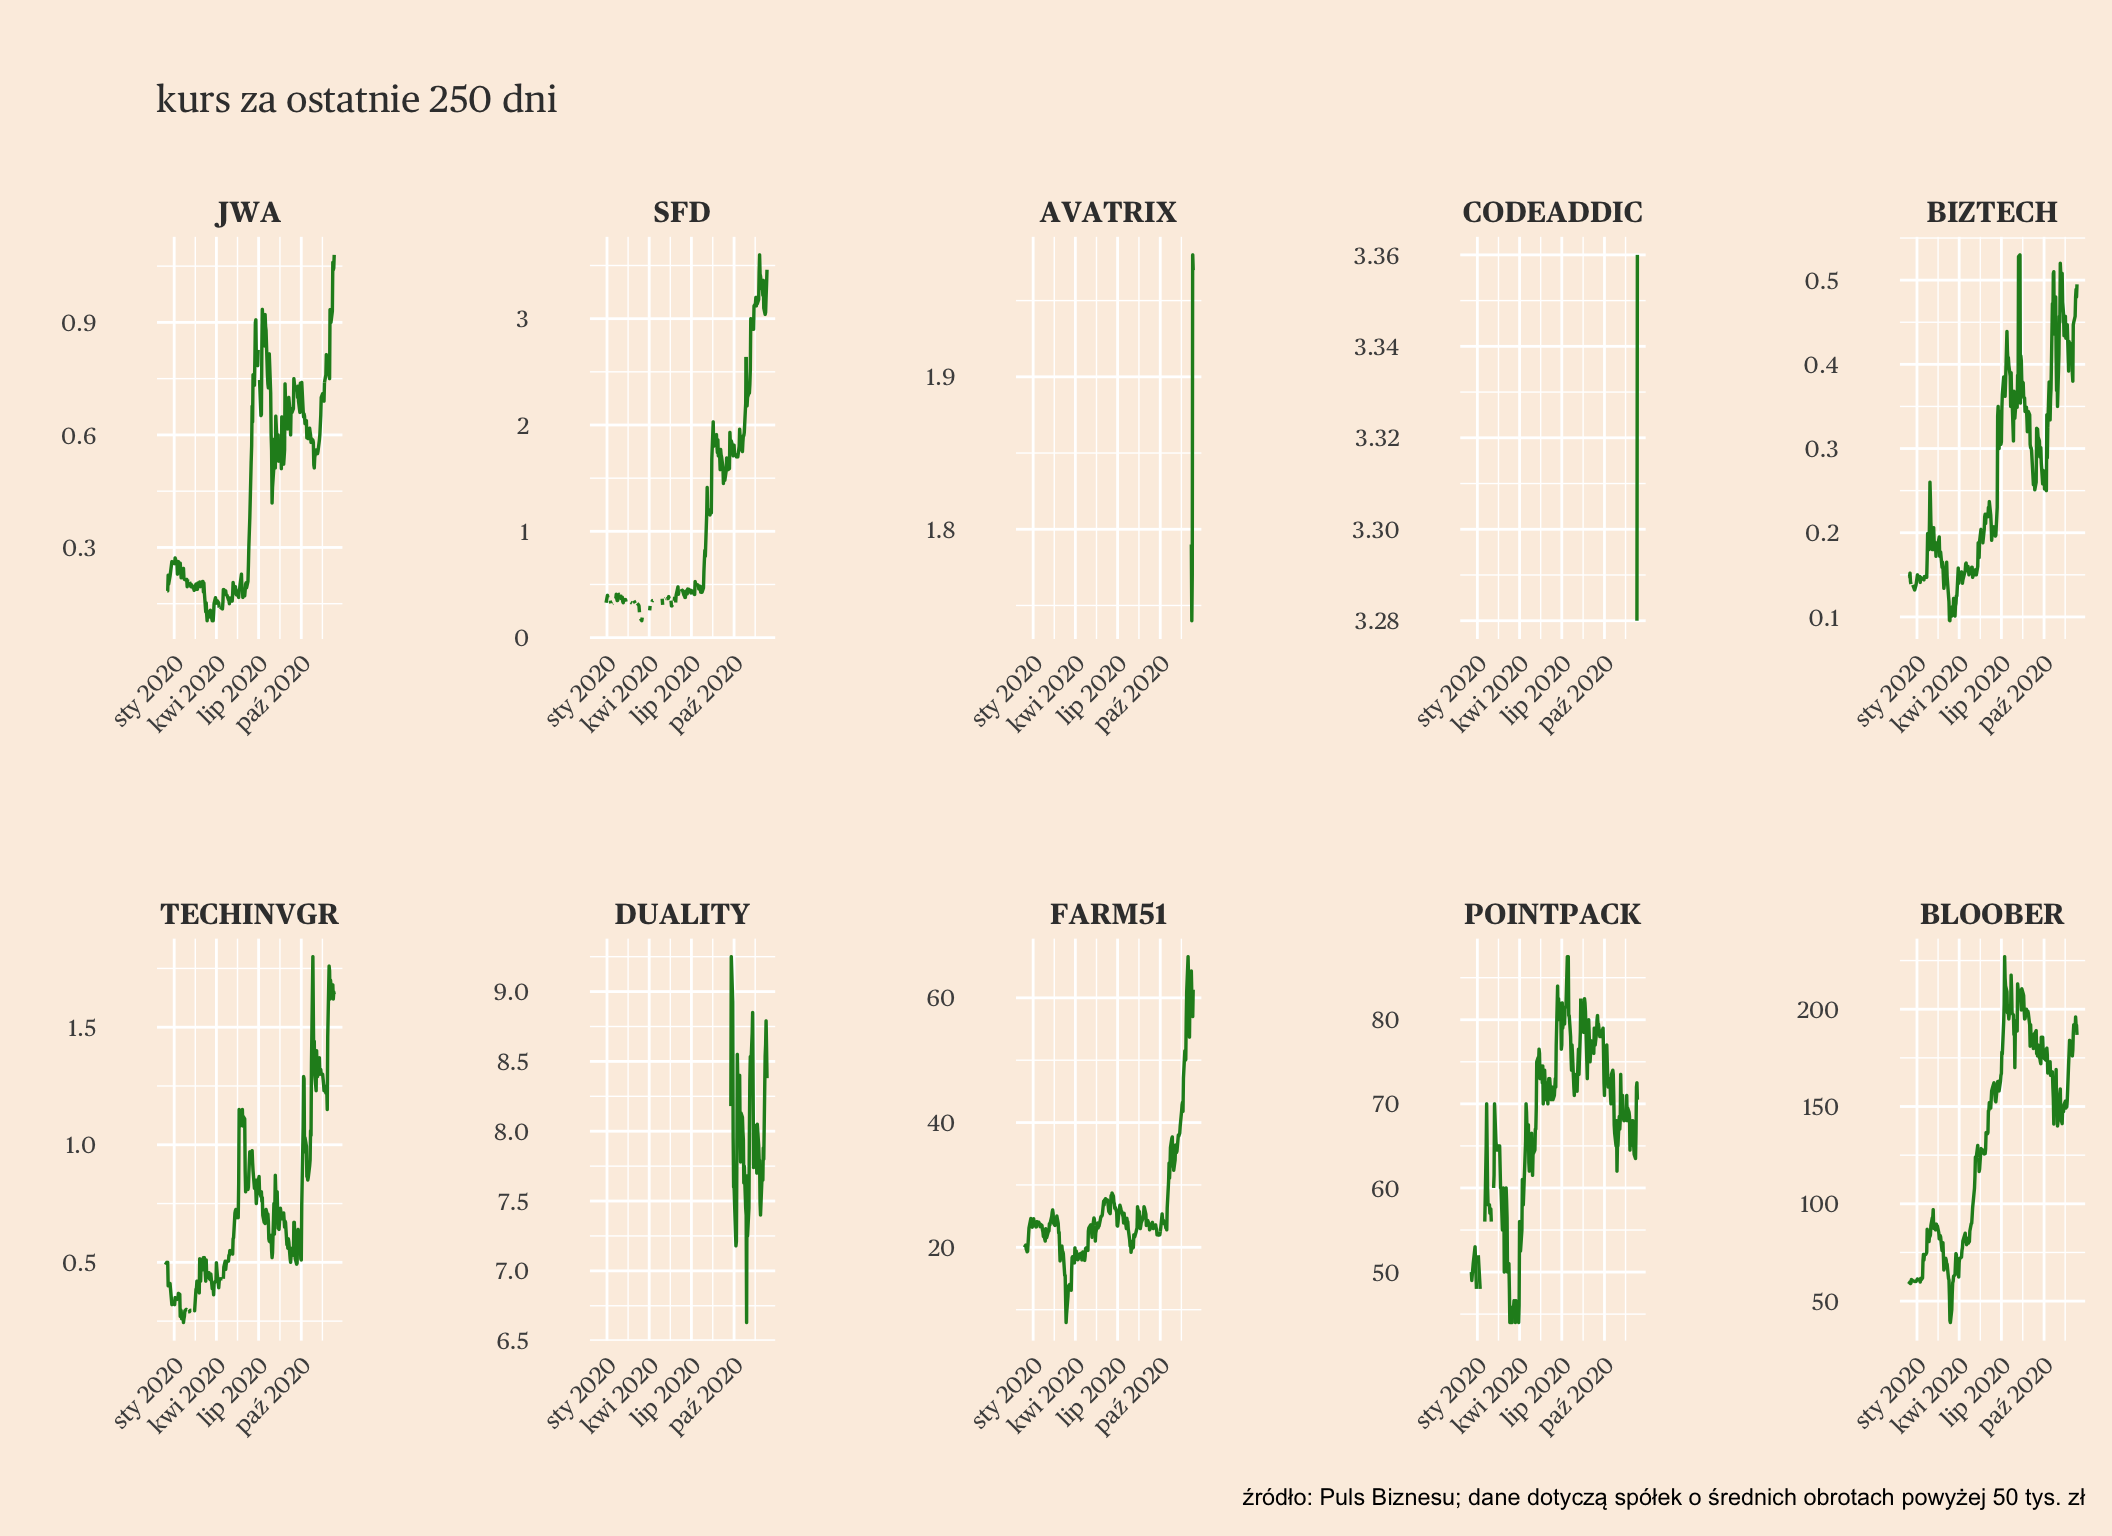 kurs za ostatnie 250 dni
JWA
0.9
0.6
0.3
sty 2020
kwi 2020
lip 2020
paź 2020
SFD
3
2
1
0
sty 2020
kwi 2020
lip 2020
paź 2020
AVATRIX
1.9
1.8
sty 2020
kwi 2020
lip 2020
paź 2020
CODEADDIC
3.36
3.34
3.32
3.30
3.28
sty 2020
kwi 2020
lip 2020
paź 2020
BIZTECH
0.5
0.4
0.3
0.2
0.1
sty 2020
kwi 2020
lip 2020
paź 2020
TECHINVGR
1.5
1.0
0.5
sty 2020
kwi 2020
lip 2020
paź 2020
DUALITY
9.0
8.5
8.0
7.5
7.0
6.5
sty 2020
kwi 2020
lip 2020
paź 2020
FARM51
60
40
20
sty 2020
kwi 2020
lip 2020
paź 2020
POINTPACK
80
70
60
50
sty 2020
kwi 2020
lip 2020
paź 2020
BLOOBER
200
150
100
50
sty 2020
kwi 2020
lip 2020
paź 2020
źródło: Puls Biznesu; dane dotyczą spółek o średnich obrotach powyżej 50 tys. zł